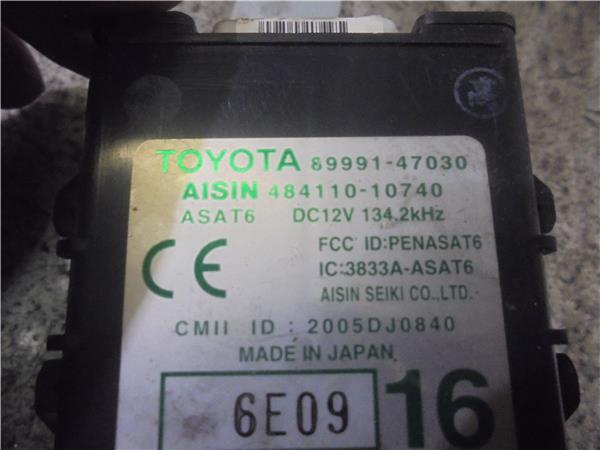 TOYOTA 89991-47030
AISIN 484110-10740
ASAT6 DC12V 134.2kHz
CE FCC ID:PENASAT6
IC:3833A-ASAT6
AISIN SEIKI CO.,LTD.
CMII ID : 2005DJ0840
MADE IN JAPAN
6E09 16